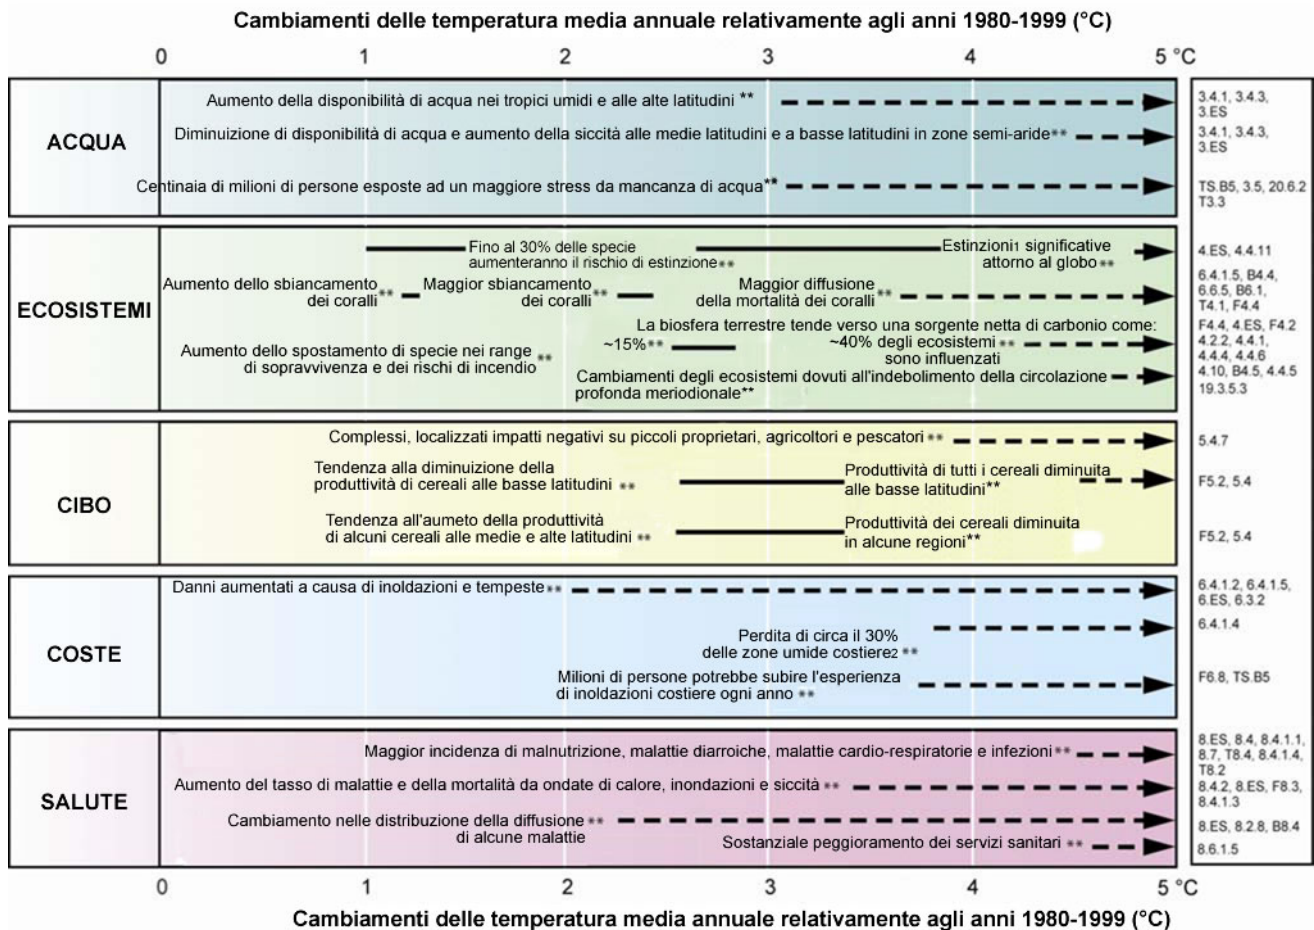 Cambiamenti delle temperatura media annuale relativamente agli anni 1980-1999 (°C)
0 1 2 3 4 5 °C
ACQUA
Aumento della disponibilità di acqua nei tropici umidi e alle alte latitudini **
3.4.1, 3.4.3,
3.ES
Diminuizione di disponibilità di acqua e aumento della siccità alle medie latitudini e a basse latitudini in zone semi-aride**
3.4.1, 3.4.3,
3.ES
Centinaia di milioni di persone esposte ad un maggiore stress da mancanza di acqua**
TS.B5, 3.5, 20.6.2
T3.3
ECOSISTEMI
Fino al 30% delle specie
aumenteranno il rischio di estinzione**
Estinzioni1 significative
attorno al globo**
4.ES, 4.4.11
Aumento dello sbiancamento
dei coralli**
Maggior sbiancamento
dei coralli**
Maggior diffusione
della mortalità dei coralli**
6.4.1.5, B4.4,
6.6.5, B6.1,
T4.1, F4.4
La biosfera terrestre tende verso una sorgente netta di carbonio come:
~15%**
~40% degli ecosistemi**
sono influenzati
F4.4, 4.ES, F4.2
4.2.2, 4.4.1,
4.4.4, 4.4.6
4.10, B4.5, 4.4.5
19.3.5.3
Aumento dello spostamento di specie nei range**
di sopravvivenza e dei rischi di incendio
Cambiamenti degli ecosistemi dovuti all'indebolimento della circolazione
profonda meriodionale**
CIBO
Complessi, localizzati impatti negativi su piccoli proprietari, agricoltori e pescatori**
5.4.7
Tendenza alla diminuizione della
produttività di cereali alle basse latitudini **
Produttività di tutti i cereali diminuita
alle basse latitudini**
F5.2, 5.4
Tendenza all'aumeto della produttività
di alcuni cereali alle medie e alte latitudini **
Produttività dei cereali diminuita
in alcune regioni**
F5.2, 5.4
COSTE
Danni aumentati a causa di inoldazioni e tempeste**
6.4.1.2, 6.4.1.5,
6.ES, 6.3.2
Perdita di circa il 30%
delle zone umide costiere2 **
6.4.1.4
Milioni di persone potrebbe subire l'esperienza
di inoldazioni costiere ogni anno **
F6.8, TS.B5
SALUTE
Maggior incidenza di malnutrizione, malattie diarroiche, malattie cardio-respiratorie e infezioni**
8.ES, 8.4, 8.4.1.1,
8.7, T8.4, 8.4.1.4,
T8.2
Aumento del tasso di malattie e della mortalità da ondate di calore, inondazioni e siccità **
8.4.2, 8.ES, F8.3,
8.4.1.3
Cambiamento nelle distribuzione della diffusione **
di alcune malattie
8.ES, 8.2.8, B8.4
Sostanziale peggioramento dei servizi sanitari **
8.6.1.5
0 1 2 3 4 5 °C
Cambiamenti delle temperatura media annuale relativamente agli anni 1980-1999 (°C)